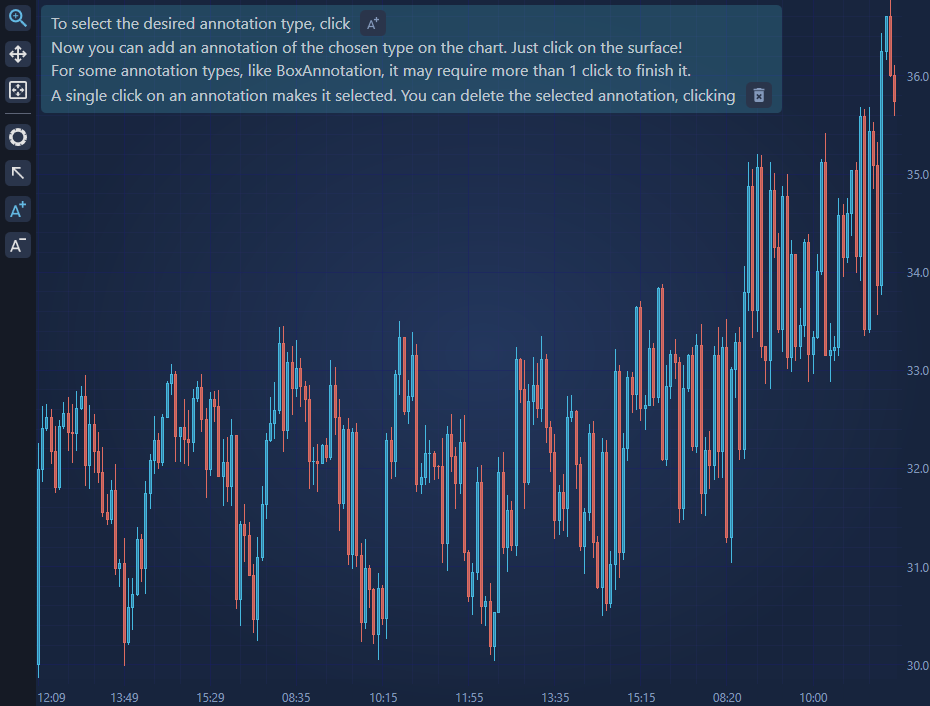 To select the desired annotation type, click A+
Now you can add an annotation of the chosen type on the chart. Just click on the surface!
For some annotation types, like BoxAnnotation, it may require more than 1 click to finish it.
A single click on an annotation makes it selected. You can delete the selected annotation, clicking
A+
A−
36.0
35.0
34.0
33.0
32.0
31.0
30.0
12:09 13:49 15:29 08:35 10:15 11:55 13:35 15:15 08:20 10:00